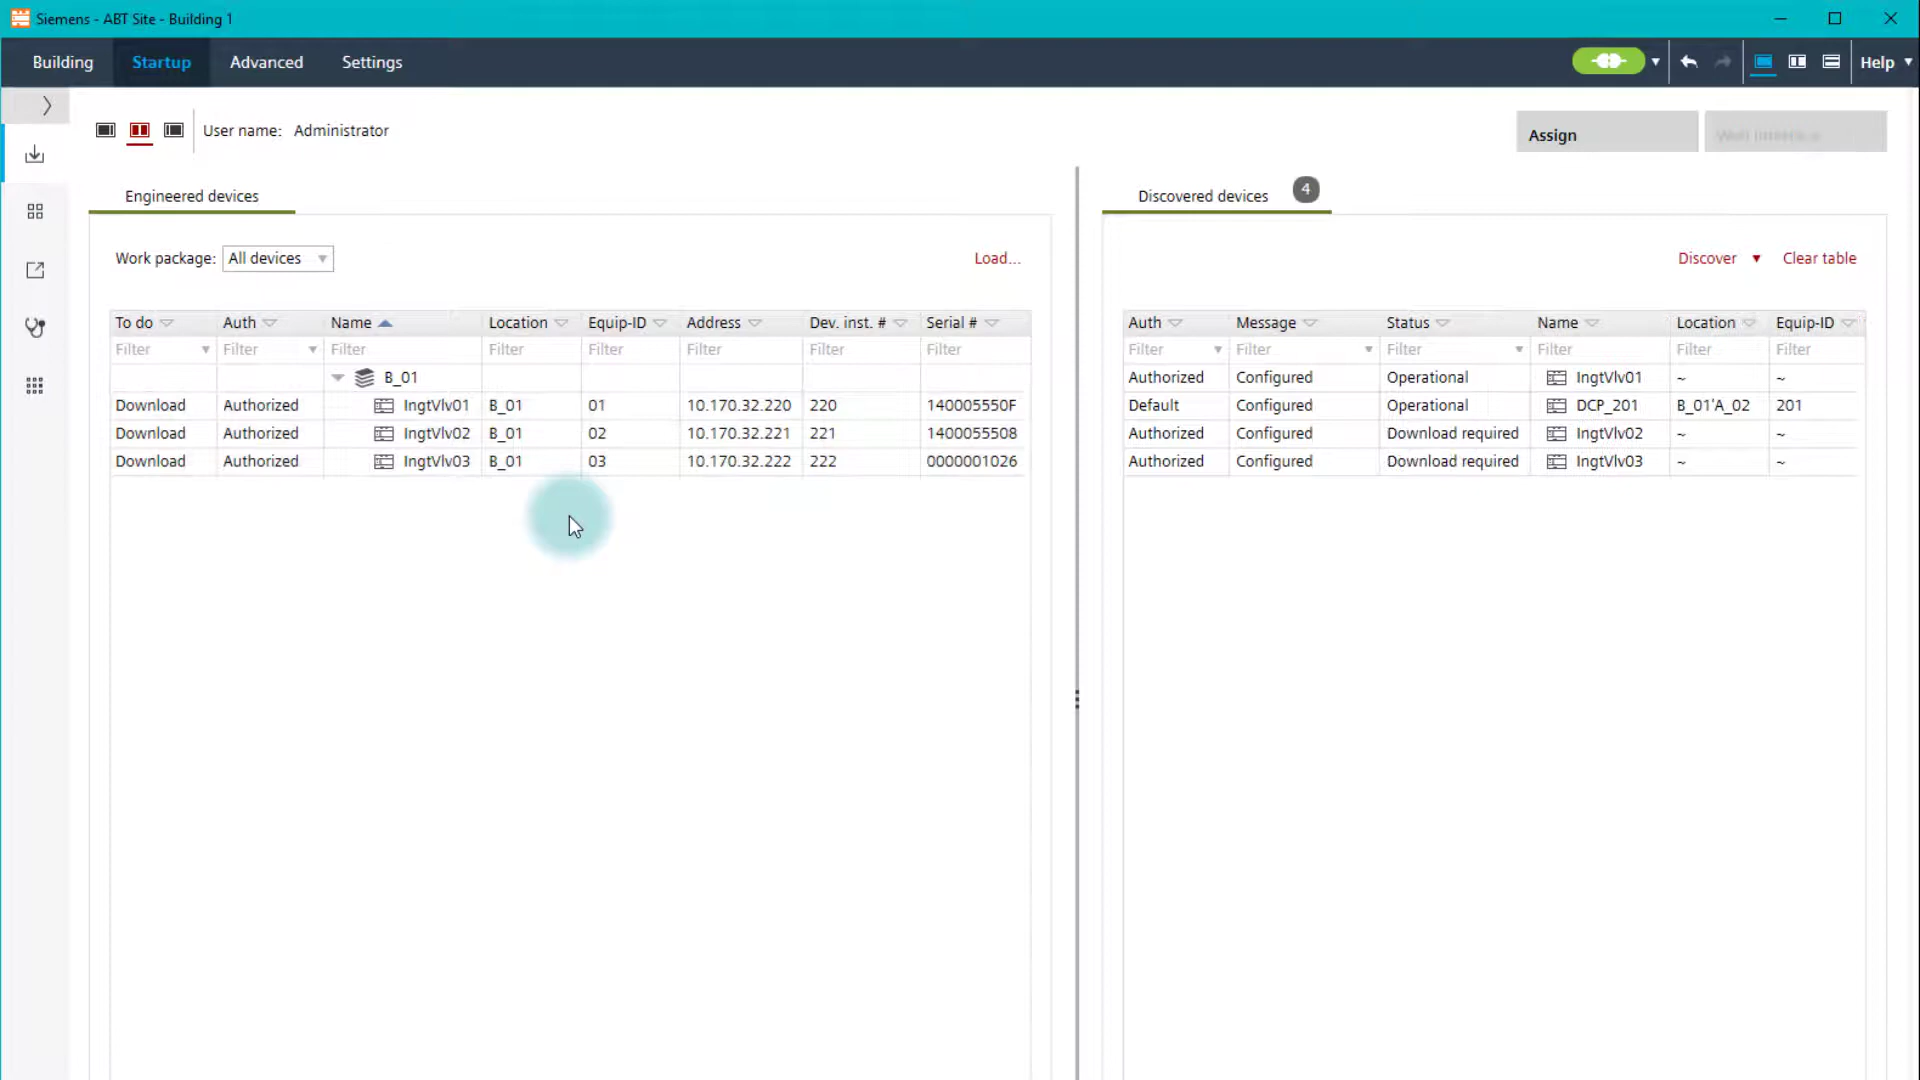 Siemens - ABT Site - Building 1
Building Startup Advanced Settings Help
User name: Administrator
Assign
Engineered devices
Discovered devices 4
Work package: All devices Load...
Discover Clear table
To do Auth Name Location Equip-ID Address Dev. inst. # Serial #
Filter Filter Filter Filter Filter Filter Filter Filter
B_01
Download Authorized IngtVlv01 B_01 01 10.170.32.220 220 140005550F
Download Authorized IngtVlv02 B_01 02 10.170.32.221 221 1400055508
Download Authorized IngtVlv03 B_01 03 10.170.32.222 222 0000001026
Auth Message Status Name Location Equip-ID
Filter Filter Filter Filter Filter Filter
Authorized Configured Operational IngtVlv01 ~ ~
Default Configured Operational DCP_201 B_01'A_02 201
Authorized Configured Download required IngtVlv02 ~ ~
Authorized Configured Download required IngtVlv03 ~ ~